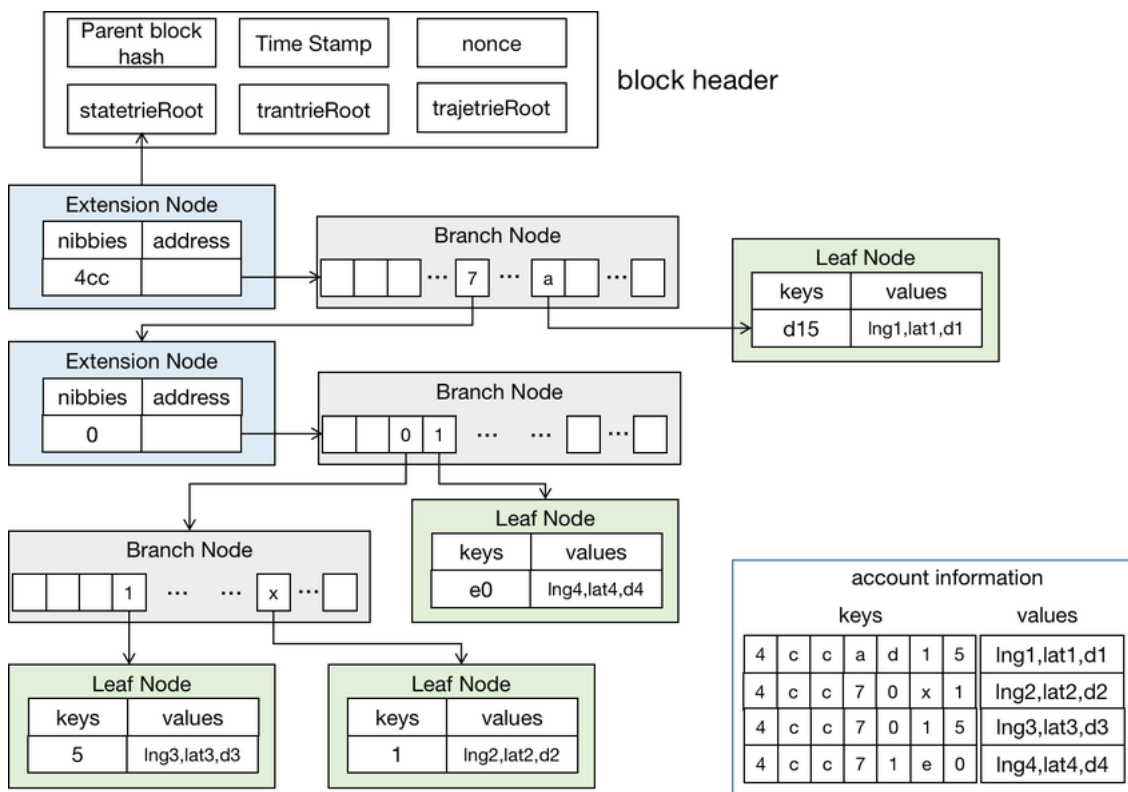 Parent block
hash
Time Stamp
nonce
statetrieRoot
trantrieRoot
trajetrieRoot
block header
Extension Node
nibbies address
4cc
Branch Node
... 7 ... a ...
Leaf Node
keys values
d15 lng1,lat1,d1
Extension Node
nibbies address
0
Branch Node
0 1 ... ... ...
Leaf Node
keys values
e0 lng4,lat4,d4
Branch Node
1 ... ... x ...
Leaf Node
keys values
5 lng3,lat3,d3
Leaf Node
keys values
1 lng2,lat2,d2
account information
keys values
4 c c a d 1 5 lng1,lat1,d1
4 c c 7 0 x 1 lng2,lat2,d2
4 c c 7 0 1 5 lng3,lat3,d3
4 c c 7 1 e 0 lng4,lat4,d4